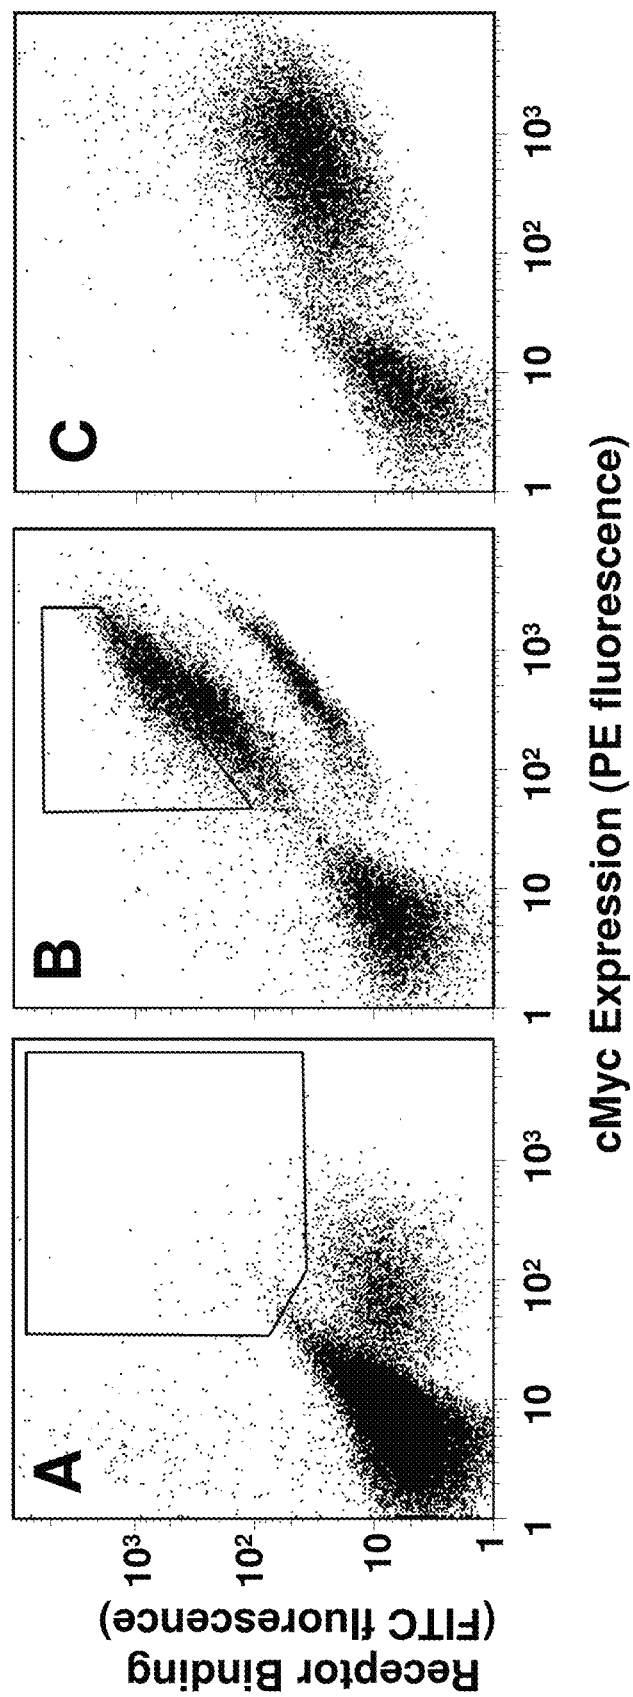 A
B
C
Receptor Binding
(FITC fluorescence)
10³
10²
10
1
1
10
10²
10³
1
10
10²
10³
1
10
10²
10³
cMyc Expression (PE fluorescence)